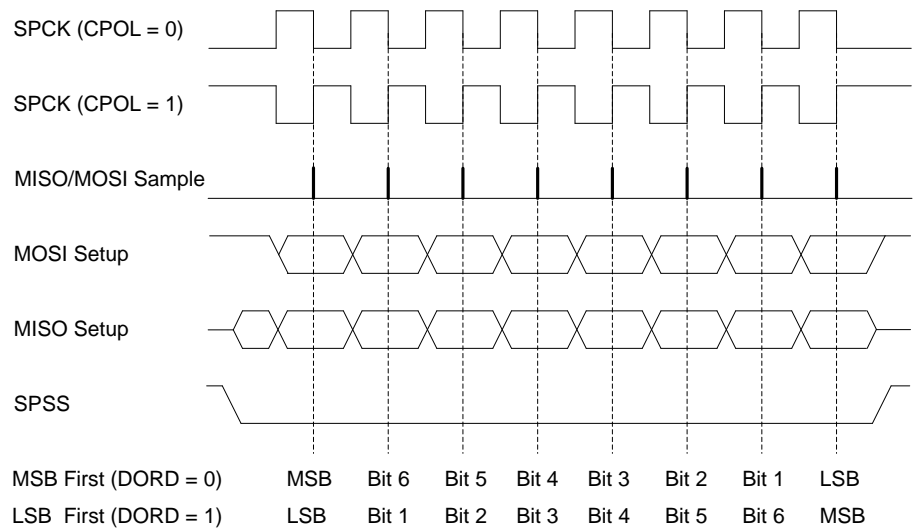 SPCK (CPOL = 0)
SPCK (CPOL = 1)
MISO/MOSI Sample
MOSI Setup
MISO Setup
SPSS
MSB First (DORD = 0) MSB Bit 6 Bit 5 Bit 4 Bit 3 Bit 2 Bit 1 LSB
LSB First (DORD = 1) LSB Bit 1 Bit 2 Bit 3 Bit 4 Bit 5 Bit 6 MSB